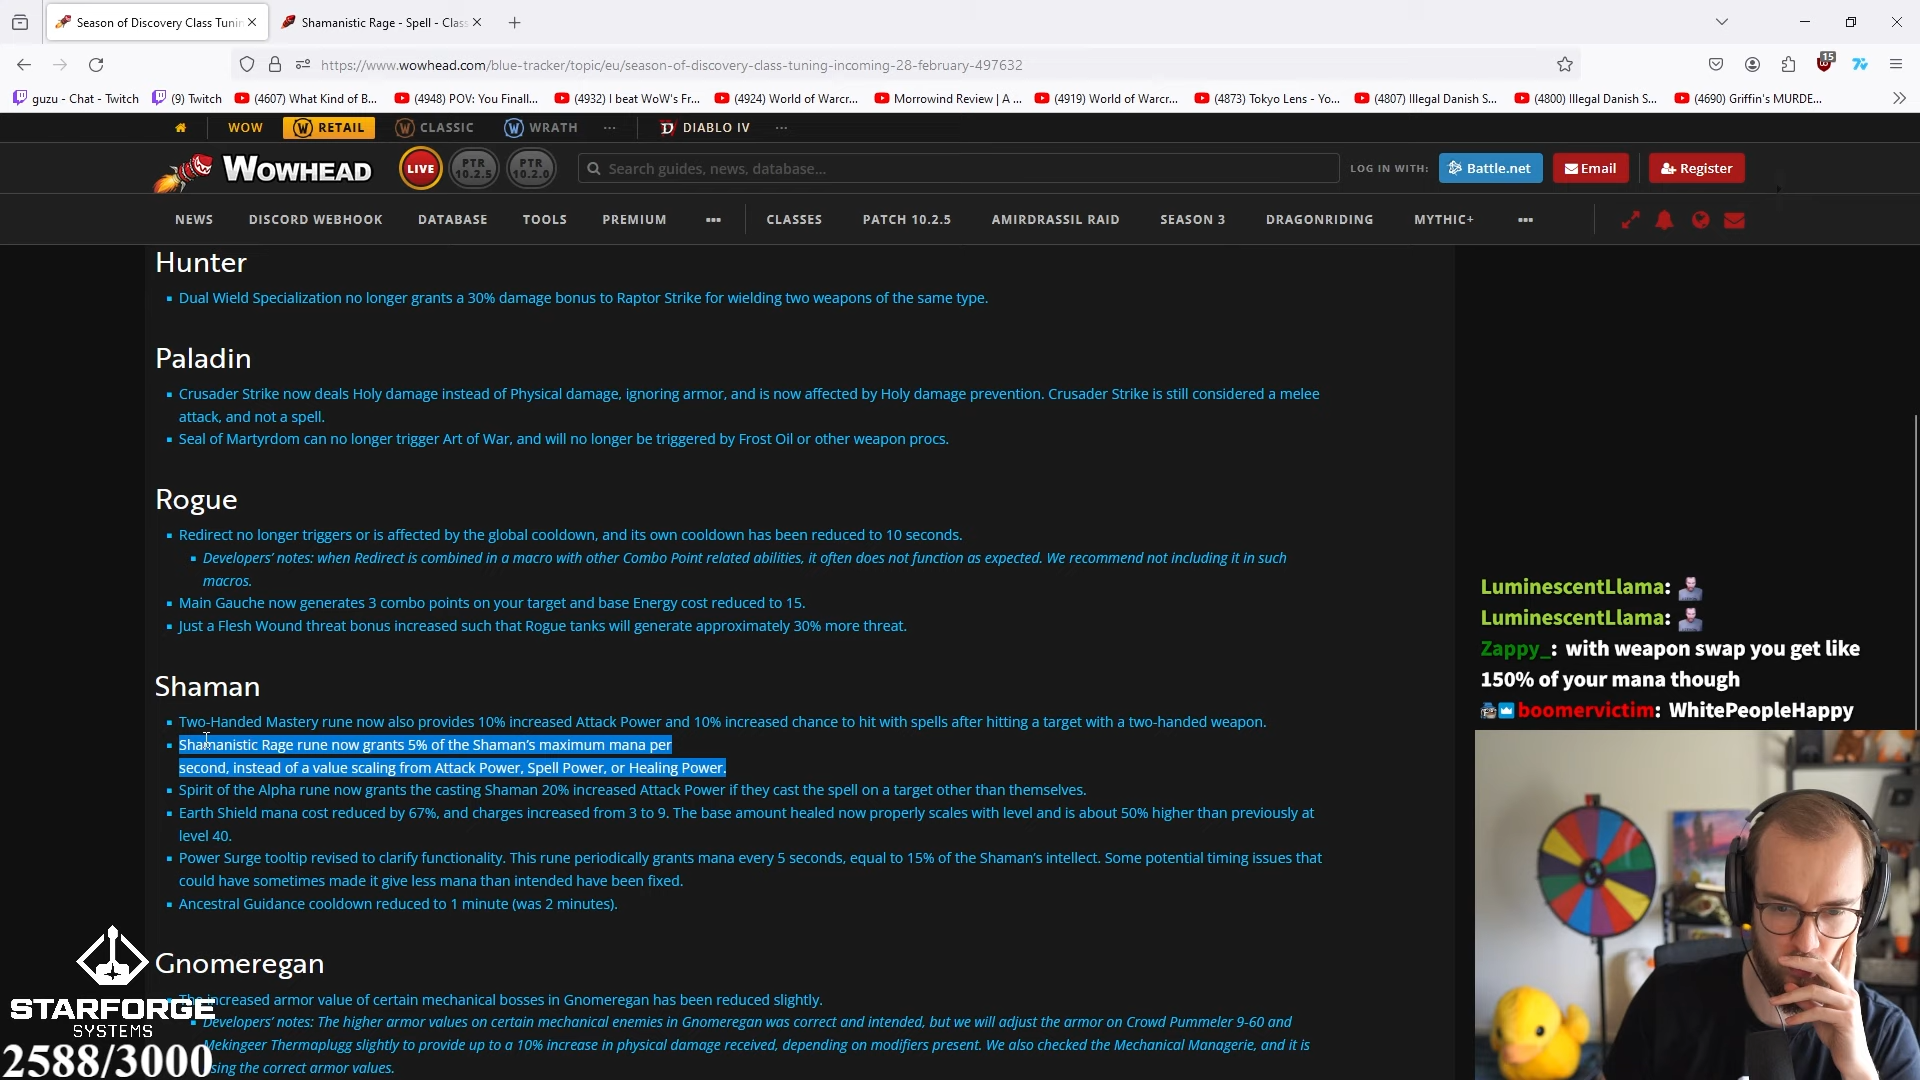 Season of Discovery Class Tunin
Shamanistic Rage - Spell - Clas
https://www.wowhead.com/blue-tracker/topic/eu/season-of-discovery-class-tuning-incoming-28-february-497632
15
guzu - Chat - Twitch
(9) Twitch
(4607) What Kind of B...
(4948) POV: You Finall...
(4932) I beat WoW's Fr...
(4924) World of Warcr...
Morrowind Review | A ...
(4919) World of Warcr...
(4873) Tokyo Lens - Yo...
(4807) Illegal Danish S...
(4800) Illegal Danish S...
(4690) Griffin's MURDE...
WOW
RETAIL
CLASSIC
WRATH
DIABLO IV
WOWHEAD
LIVE
PTR
10.2.5
PTR
10.2.0
Search guides, news, database...
LOG IN WITH:
Battle.net
Email
Register
NEWS
DISCORD WEBHOOK
DATABASE
TOOLS
PREMIUM
CLASSES
PATCH 10.2.5
AMIRDRASSIL RAID
SEASON 3
DRAGONRIDING
MYTHIC+
Hunter
Dual Wield Specialization no longer grants a 30% damage bonus to Raptor Strike for wielding two weapons of the same type.
Paladin
Crusader Strike now deals Holy damage instead of Physical damage, ignoring armor, and is now affected by Holy damage prevention. Crusader Strike is still considered a melee
attack, and not a spell.
Seal of Martyrdom can no longer trigger Art of War, and will no longer be triggered by Frost Oil or other weapon procs.
Rogue
Redirect no longer triggers or is affected by the global cooldown, and its own cooldown has been reduced to 10 seconds.
Developers' notes: when Redirect is combined in a macro with other Combo Point related abilities, it often does not function as expected. We recommend not including it in such
macros.
Main Gauche now generates 3 combo points on your target and base Energy cost reduced to 15.
Just a Flesh Wound threat bonus increased such that Rogue tanks will generate approximately 30% more threat.
Shaman
Two-Handed Mastery rune now also provides 10% increased Attack Power and 10% increased chance to hit with spells after hitting a target with a two-handed weapon.
Shamanistic Rage rune now grants 5% of the Shaman's maximum mana per
second, instead of a value scaling from Attack Power, Spell Power, or Healing Power.
Spirit of the Alpha rune now grants the casting Shaman 20% increased Attack Power if they cast the spell on a target other than themselves.
Earth Shield mana cost reduced by 67%, and charges increased from 3 to 9. The base amount healed now properly scales with level and is about 50% higher than previously at
level 40.
Power Surge tooltip revised to clarify functionality. This rune periodically grants mana every 5 seconds, equal to 15% of the Shaman's intellect. Some potential timing issues that
could have sometimes made it give less mana than intended have been fixed.
Ancestral Guidance cooldown reduced to 1 minute (was 2 minutes).
Gnomeregan
The increased armor value of certain mechanical bosses in Gnomeregan has been reduced slightly.
Developers' notes: The higher armor values on certain mechanical enemies in Gnomeregan was correct and intended, but we will adjust the armor on Crowd Pummeler 9-60 and
Mekingeer Thermaplugg slightly to provide up to a 10% increase in physical damage received, depending on modifiers present. We also checked the Mechanical Managerie, and it is
sing the correct armor values.
STARFORGE
SYSTEMS
2588/3000
LuminescentLlama:
LuminescentLlama:
Zappy_: with weapon swap you get like
150% of your mana though
boomervictim: WhitePeopleHappy